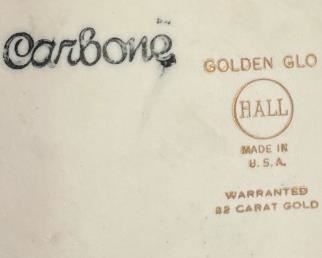 Carbone
GOLDEN GLO
HALL
MADE IN
U.S.A.
WARRANTED
22 CARAT GOLD